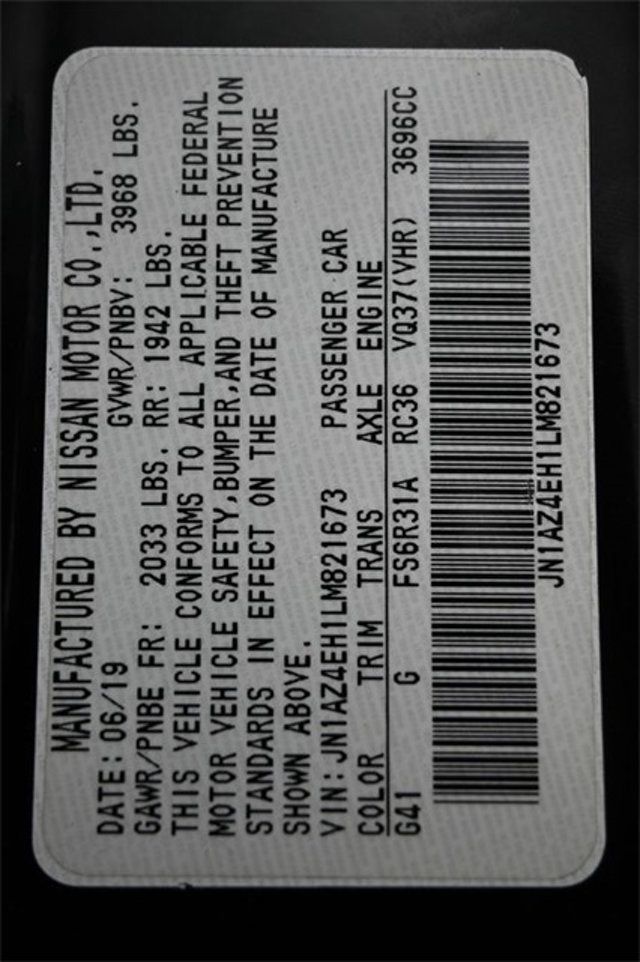 MANUFACTURED BY NISSAN MOTOR CO.,LTD.
DATE: 06/19 GVWR/PNBV: 3968 LBS.
GAWR/PNBE FR: 2033 LBS. RR: 1942 LBS.
THIS VEHICLE CONFORMS TO ALL APPLICABLE FEDERAL
MOTOR VEHICLE SAFETY,BUMPER,AND THEFT PREVENTION
STANDARDS IN EFFECT ON THE DATE OF MANUFACTURE
SHOWN ABOVE.
VIN: JN1AZ4EH1LM821673 PASSENGER CAR
COLOR TRIM TRANS AXLE ENGINE
G41 G FS6R31A RC36 VQ37(VHR) 3696CC
JN1AZ4EH1LM821673